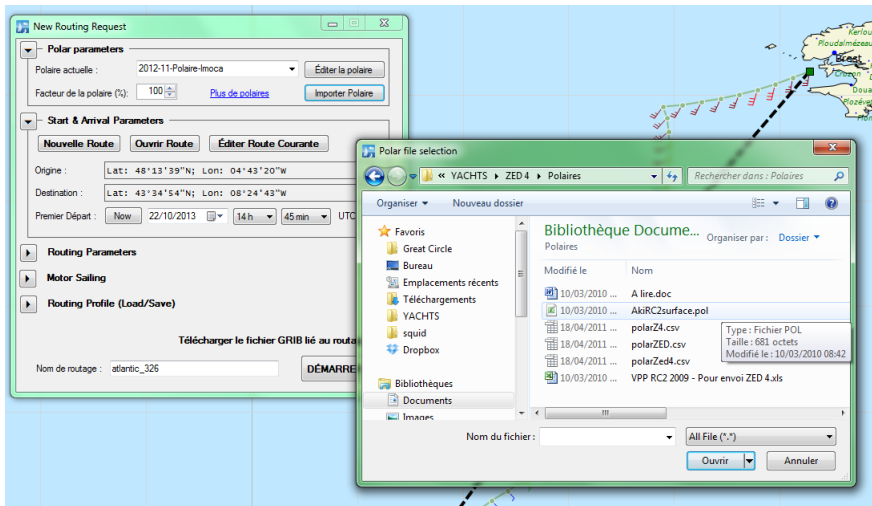 New Routing Request
Polar parameters
Polaire actuelle :
2012-11-Polaire-Imoca
Éditer la polaire
Facteur de la polaire (%):
100
Plus de polaires
Importer Polaire
Start & Arrival Parameters
Nouvelle Route
Ouvrir Route
Éditer Route Courante
Origine :
Lat: 48°13'39"N; Lon: 04°43'20"W
Destination :
Lat: 43°34'54"N; Lon: 08°24'43"W
Premier Départ :
Now
22/10/2013
14 h
45 min
UTC
Routing Parameters
Motor Sailing
Routing Profile (Load/Save)
Télécharger le fichier GRIB lié au routa
Nom de routage :
atlantic_326
DÉMARRE
Polar file selection
« YACHTS ▸ ZED 4 ▸ Polaires
Rechercher dans : Polaires
Organiser
Nouveau dossier
Favoris
Great Circle
Bureau
Emplacements récents
Téléchargements
YACHTS
squid
Dropbox
Bibliothèques
Documents
Images
Bibliothèque Docume...
Polaires
Organiser par :
Dossier
Modifié le
Nom
10/03/2010 ...
A lire.doc
10/03/2010 ...
AkiRC2surface.pol
18/04/2011 ...
polarZ4.csv
18/04/2011 ...
polarZED.csv
18/04/2011 ...
polarZed4.csv
10/03/2010 ...
VPP RC2 2009 - Pour envoi ZED 4.xls
Type : Fichier POL
Taille : 681 octets
Modifié le : 10/03/2010 08:42
Nom du fichier :
All File (*.*)
Ouvrir
Annuler
Kerlou
Ploudalmézeau
Brest
Crozon
Doua
Plozéve